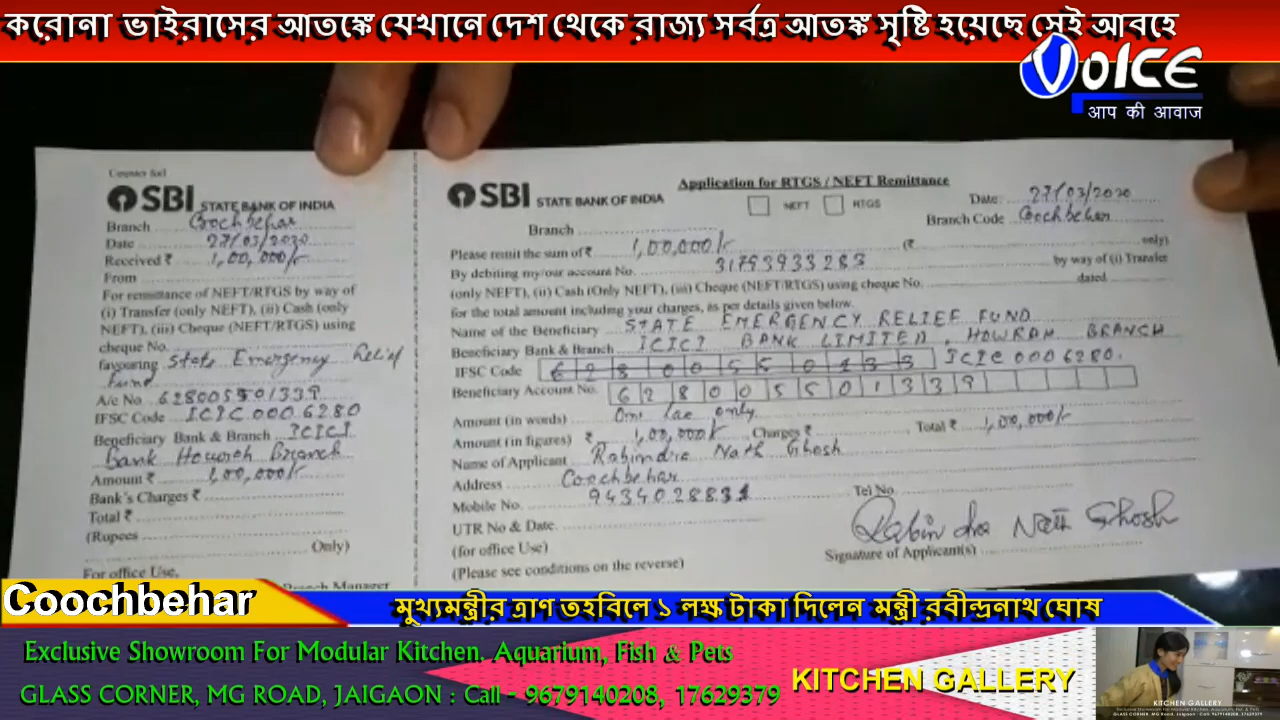 করোনা ভাইরাসের আতঙ্কে যেখানে দেশ থেকে রাজ্য সর্বত্র আতঙ্ক সৃষ্টি হয়েছে সেই আবহে
VOICE
आप की आवाज
Counter foil
SBI STATE BANK OF INDIA
Branch Coochbehar
Date 27/03/2020
Received ₹ 1,00,000/-
From
For remittance of NEFT/RTGS by way of
(i) Transfer (only NEFT), (ii) Cash (only
NEFT), (iii) Cheque (NEFT/RTGS) using
cheque No.
favouring State Emergency Relief
Fund
A/c No 628005501339
IFSC Code ICIC0006280
Beneficiary Bank & Branch ICICI
Bank Howrah Branch
Amount ₹ 1,00,000/-
Bank's Charges ₹
Total ₹
(Rupees
Only)
For office Use,
Branch Manager
SBI STATE BANK OF INDIA
Application for RTGS / NEFT Remittance
NEFT RTGS
Date 27/03/2020
Branch
Branch Code Coochbehar
Please remit the sum of ₹ 1,00,000/- (₹ only)
By debiting my/our account No. 31793933283 by way of (i) Transfer
(only NEFT), (ii) Cash (Only NEFT), (iii) Cheque (NEFT/RTGS) using cheque No. dated
for the total amount including your charges, as per details given below.
Name of the Beneficiary STATE EMERGENCY RELIEF FUND
Beneficiary Bank & Branch ICICI BANK LIMITED, HOWRAH BRANCH
IFSC Code ICIC0006280.
Beneficiary Account No. 628005501339
Amount (in words) One lac only
Amount (in figures) ₹ 1,00,000/- Charges ₹ Total ₹ 1,00,000/-
Name of Applicant Rabindra Nath Ghosh
Address Coochbehar
Mobile No. 9434028831 Tel No.
UTR No & Date.
(for office Use)
(Please see conditions on the reverse)
Rabindra Nath Ghosh
Signature of Applicant(s)
Coochbehar
মুখ্যমন্ত্রীর ত্রাণ তহবিলে ১ লক্ষ টাকা দিলেন মন্ত্রী রবীন্দ্রনাথ ঘোষ
Exclusive Showroom For Modular Kitchen. Aquarium, Fish & Pets
GLASS CORNER, MG ROAD. JAIGAON : Call - 9679140208, 17629379
KITCHEN GALLERY
KITCHEN GALLERY